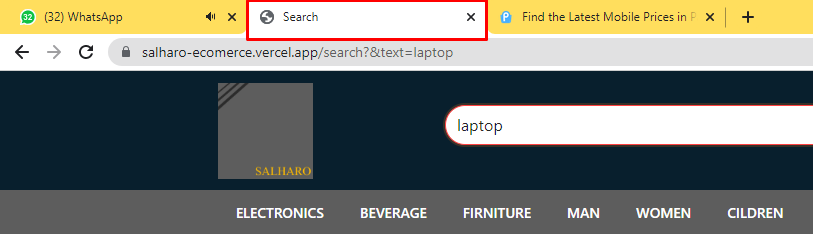 32 (32) WhatsApp
Search
Find the Latest Mobile Prices in P
salharo-ecomerce.vercel.app/search?&text=laptop
SALHARO
laptop
ELECTRONICS BEVERAGE FIRNITURE MAN WOMEN CILDREN